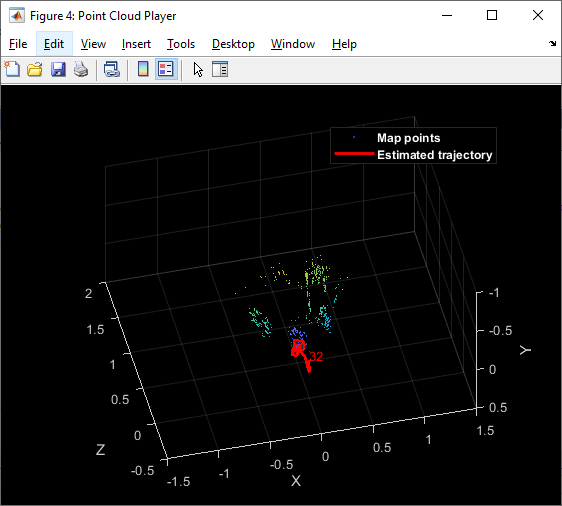 Figure 4: Point Cloud Player
File Edit View Insert Tools Desktop Window Help
Map points
Estimated trajectory
2
1.5
1
0.5
0
-0.5
Z
-1
-0.5
0
0.5
Y
32
-1.5
-1
-0.5
0
0.5
1
1.5
X